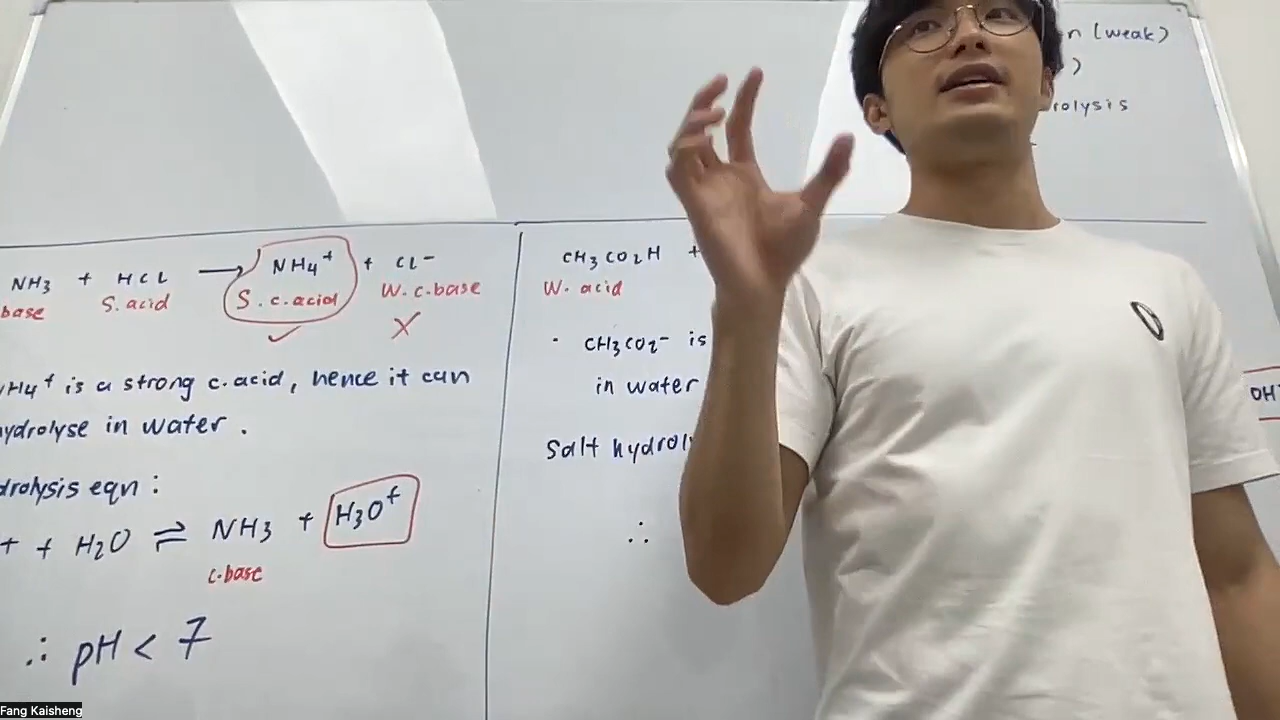 n (weak)
)
rolysis
NH3 + HCl ⟶ NH4⁺ + Cl⁻
base S. acid S. c. acid W. c. base
✓ X
NH4⁺ is a strong c. acid, hence it can
hydrolyse in water.
drolysis eqn :
+ + H2O ⇌ NH3 + H3O⁺
c. base
∴ pH < 7
CH3CO2H +
W. acid
· CH3CO2⁻ is
in water
Salt hydrol
∴
OH⁻
Fang Kaisheng